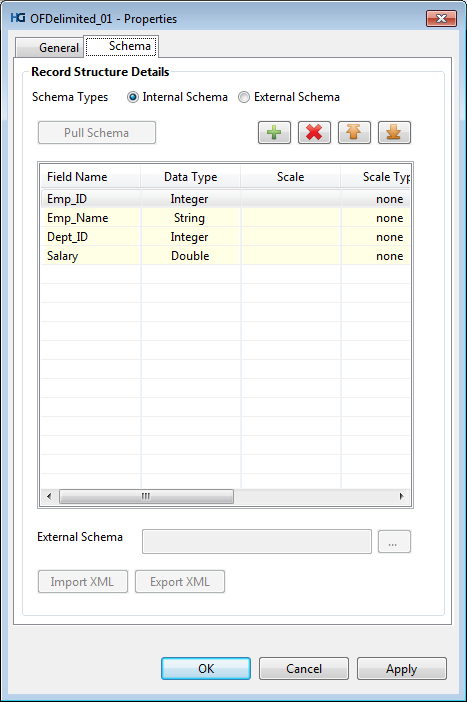 HG OFDelimited_01 - Properties
General Schema
Record Structure Details
Schema Types Internal Schema External Schema
Pull Schema
Field Name Data Type Scale Scale Typ
Emp_ID Integer none
Emp_Name String none
Dept_ID Integer none
Salary Double none
External Schema ...
Import XML Export XML
OK Cancel Apply